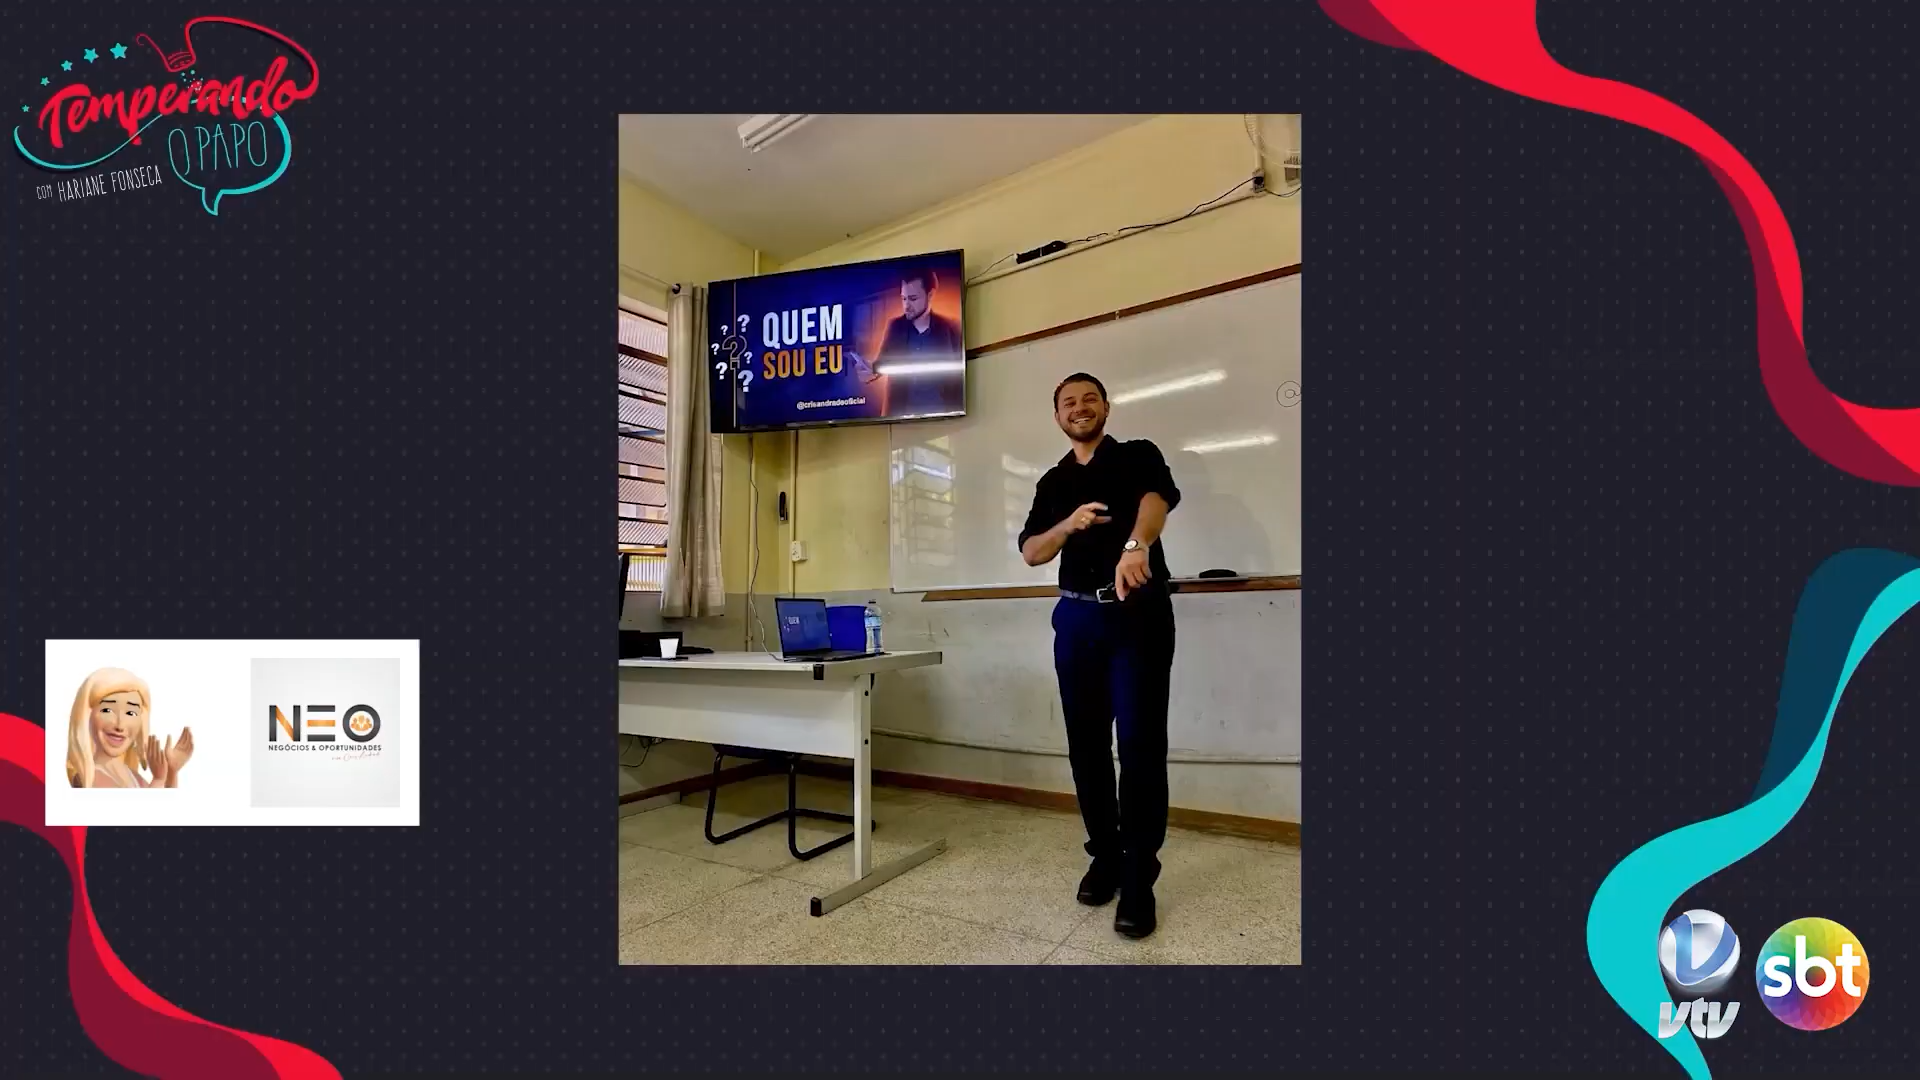 Temperando
O PAPO
COM HARIANE FONSECA
QUEM
SOU EU
@crisandradeoficial
NEO
NEGÓCIOS & OPORTUNIDADES
vtv
sbt